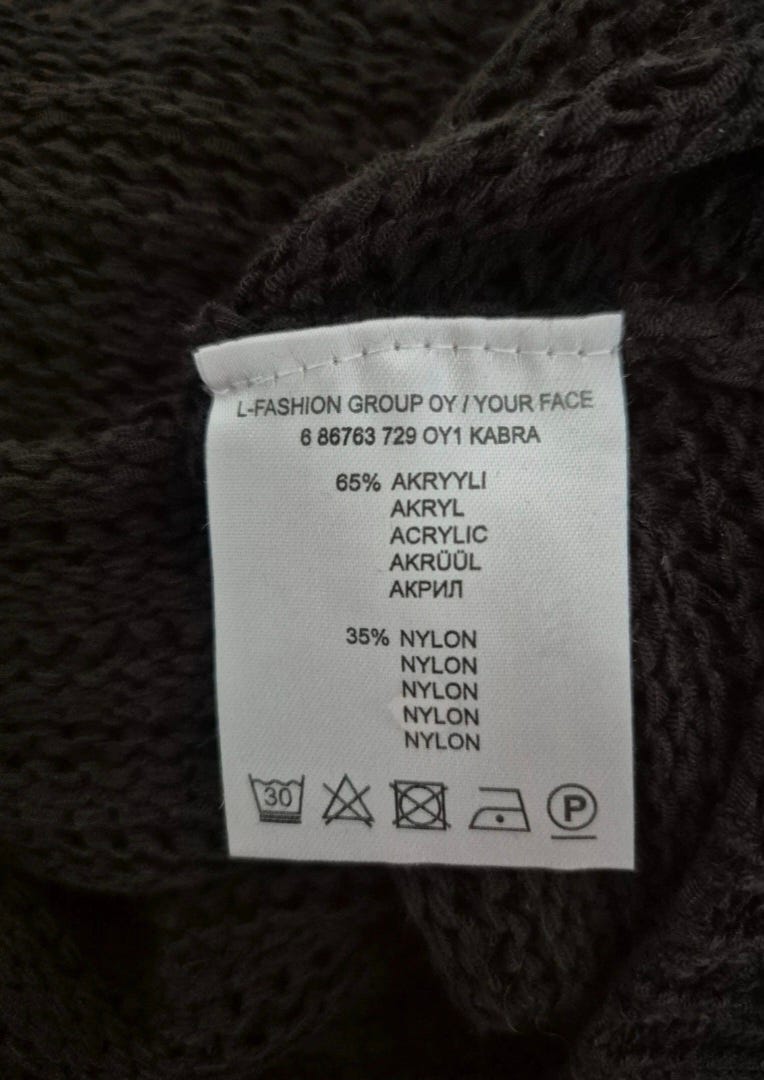 L-FASHION GROUP OY / YOUR FACE
6 86763 729 OY1 KABRA
65% AKRYYLI
AKRYL
ACRYLIC
AKRÜÜL
АКРИЛ
35% NYLON
NYLON
NYLON
NYLON
NYLON
30
P